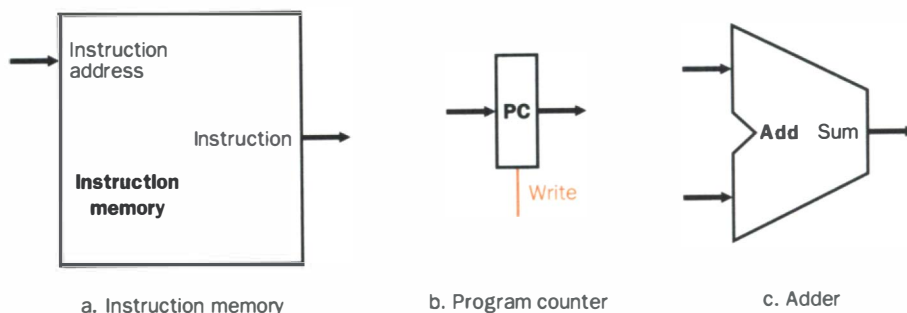 Instruction
address
Instruction
Instruction
memory
PC
Write
Add Sum
a. Instruction memory
b. Program counter
c. Adder